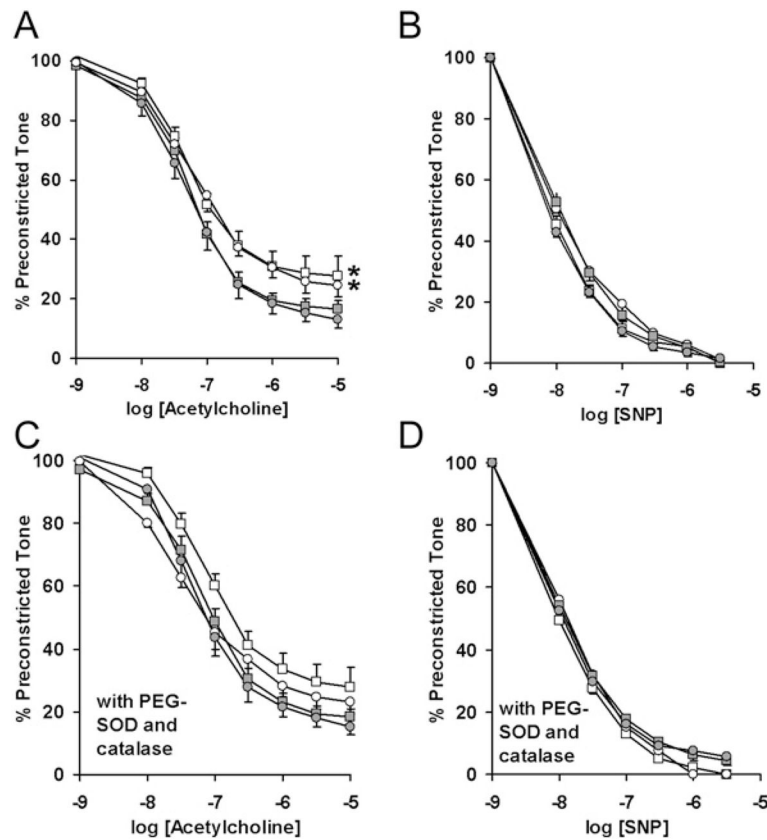 A
% Preconstricted Tone
100
80
60
40
20
0
*
*
-9 -8 -7 -6 -5
log [Acetylcholine]
B
% Preconstricted Tone
100
80
60
40
20
0
-9 -8 -7 -6 -5
log [SNP]
C
% Preconstricted Tone
100
80
60
40
20
0
with PEG-
SOD and
catalase
-9 -8 -7 -6 -5
log [Acetylcholine]
D
% Preconstricted Tone
100
80
60
40
20
0
with PEG-
SOD and
catalase
-9 -8 -7 -6 -5
log [SNP]